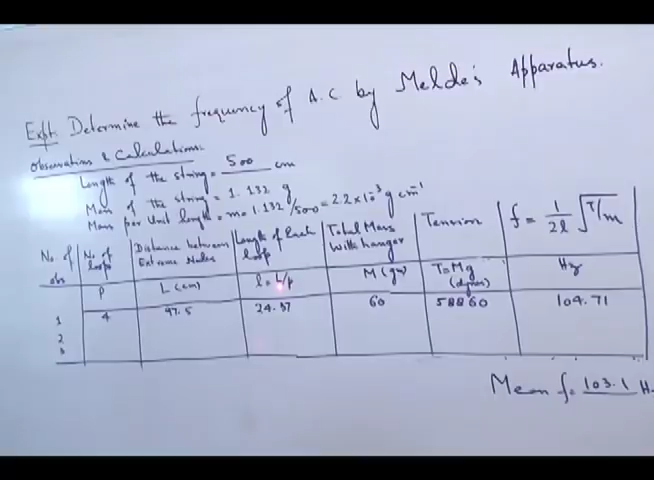 Expt. Determine the frequency of A.C by Melde's Apparatus.
Observation & Calculations.
Length of the string = 500 cm
Mass of the string = 1.132 g
Mass per Unit length = m = 1.132/500 = 2.2 x 10⁻³ g cm⁻¹
No. of obs | No. of loop | Distance between Extreme Nodes | Length of Each loop | Total Mass with hanger | Tension | f = 1/2l √T/m
P | L (cm) | l = L/p | M (gm) | T=Mg (dynes) | Hz
1 | 4 | 97.5 | 24.37 | 60 | 58860 | 104.71
2
3
Mean f = 103.1 H